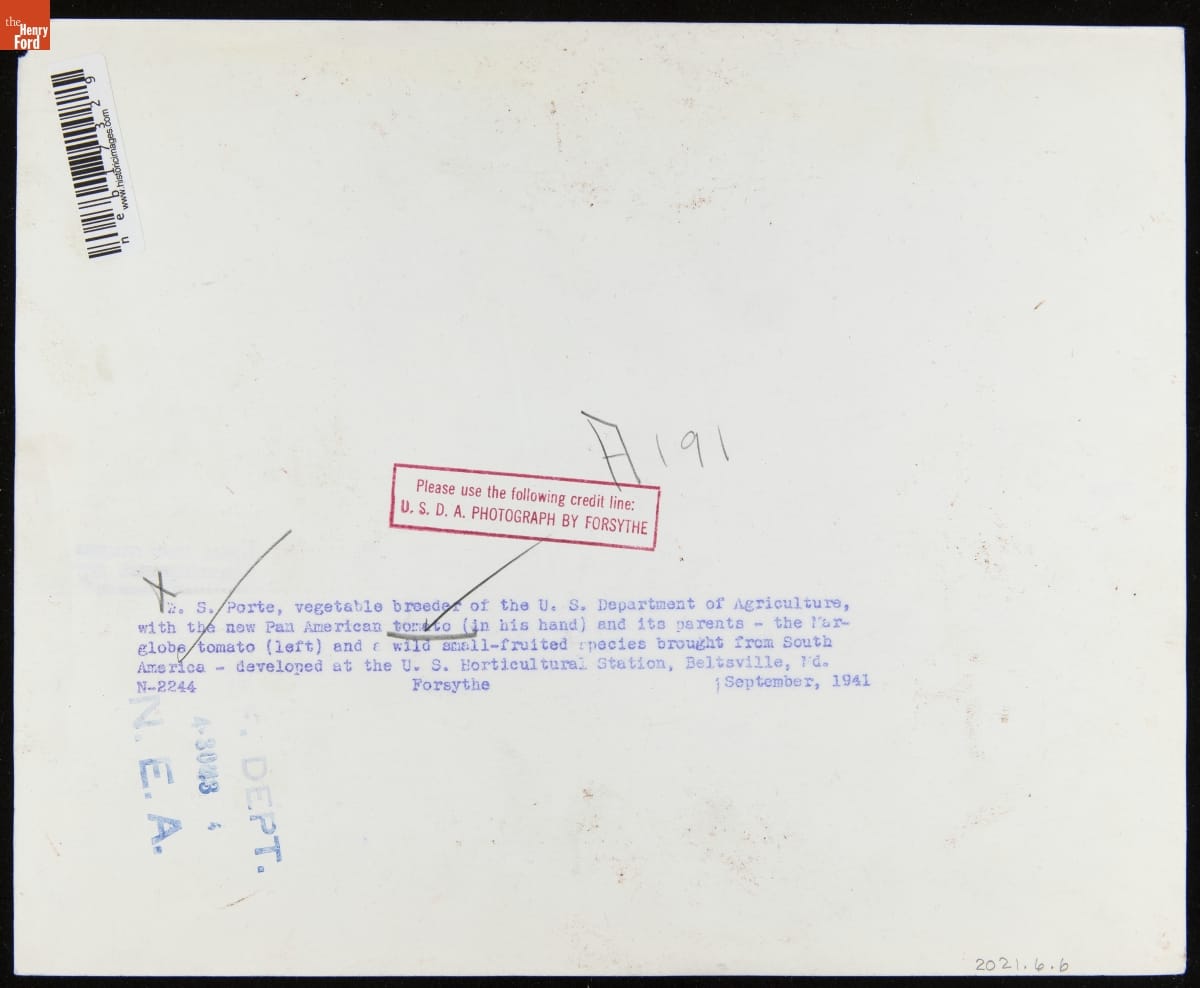 the
Henry
Ford
www.historicimages.com
A 191
Please use the following credit line:
U. S. D. A. PHOTOGRAPH BY FORSYTHE
S. Porte, vegetable breeder of the U. S. Department of Agriculture,
with the new Pan American tomato (in his hand) and its parents - the Mar-
globe tomato (left) and a wild small-fruited species brought from South
America - developed at the U. S. Horticultural Station, Beltsville, Md.
N-2244 Forsythe September, 1941
N. E. A.
DEPT.
2021.6.6